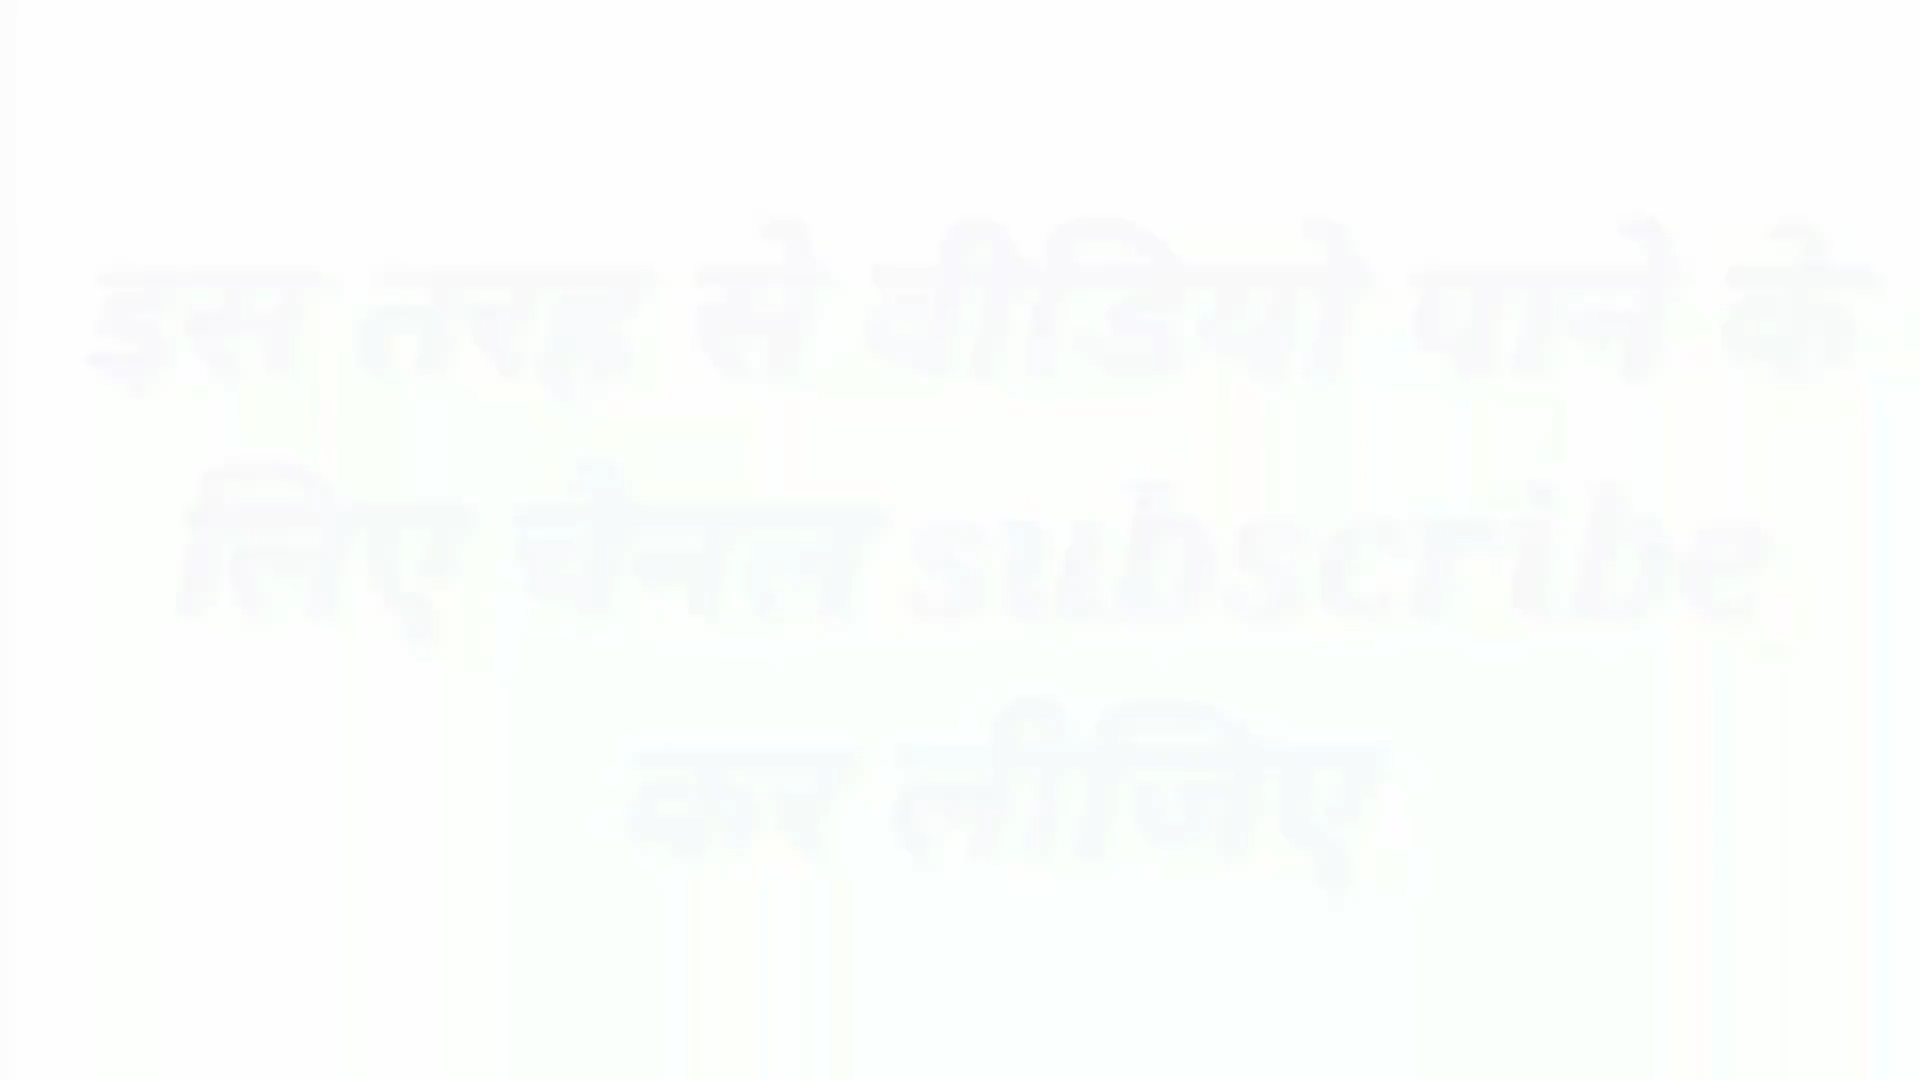 इस तरह से वीडियो पाने के
लिए चैनल subscribe
कर लीजिए